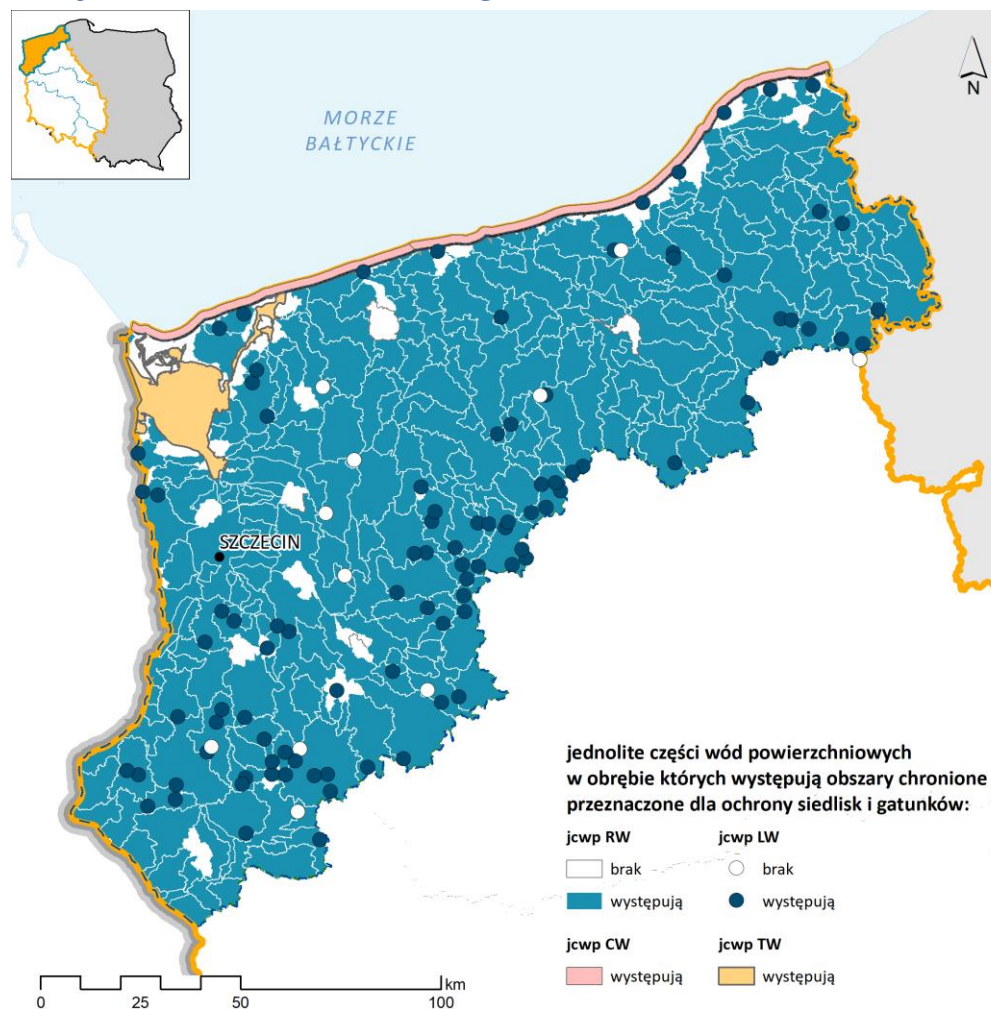 MORZE
BAŁTYCKIE
N
SZCZECIN
jednolite części wód powierzchniowych
w obrębie których występują obszary chronione
przeznaczone dla ochrony siedlisk i gatunków:
jcwp RW jcwp LW
brak brak
występują występują
jcwp CW jcwp TW
występują występują
km
0 25 50 100